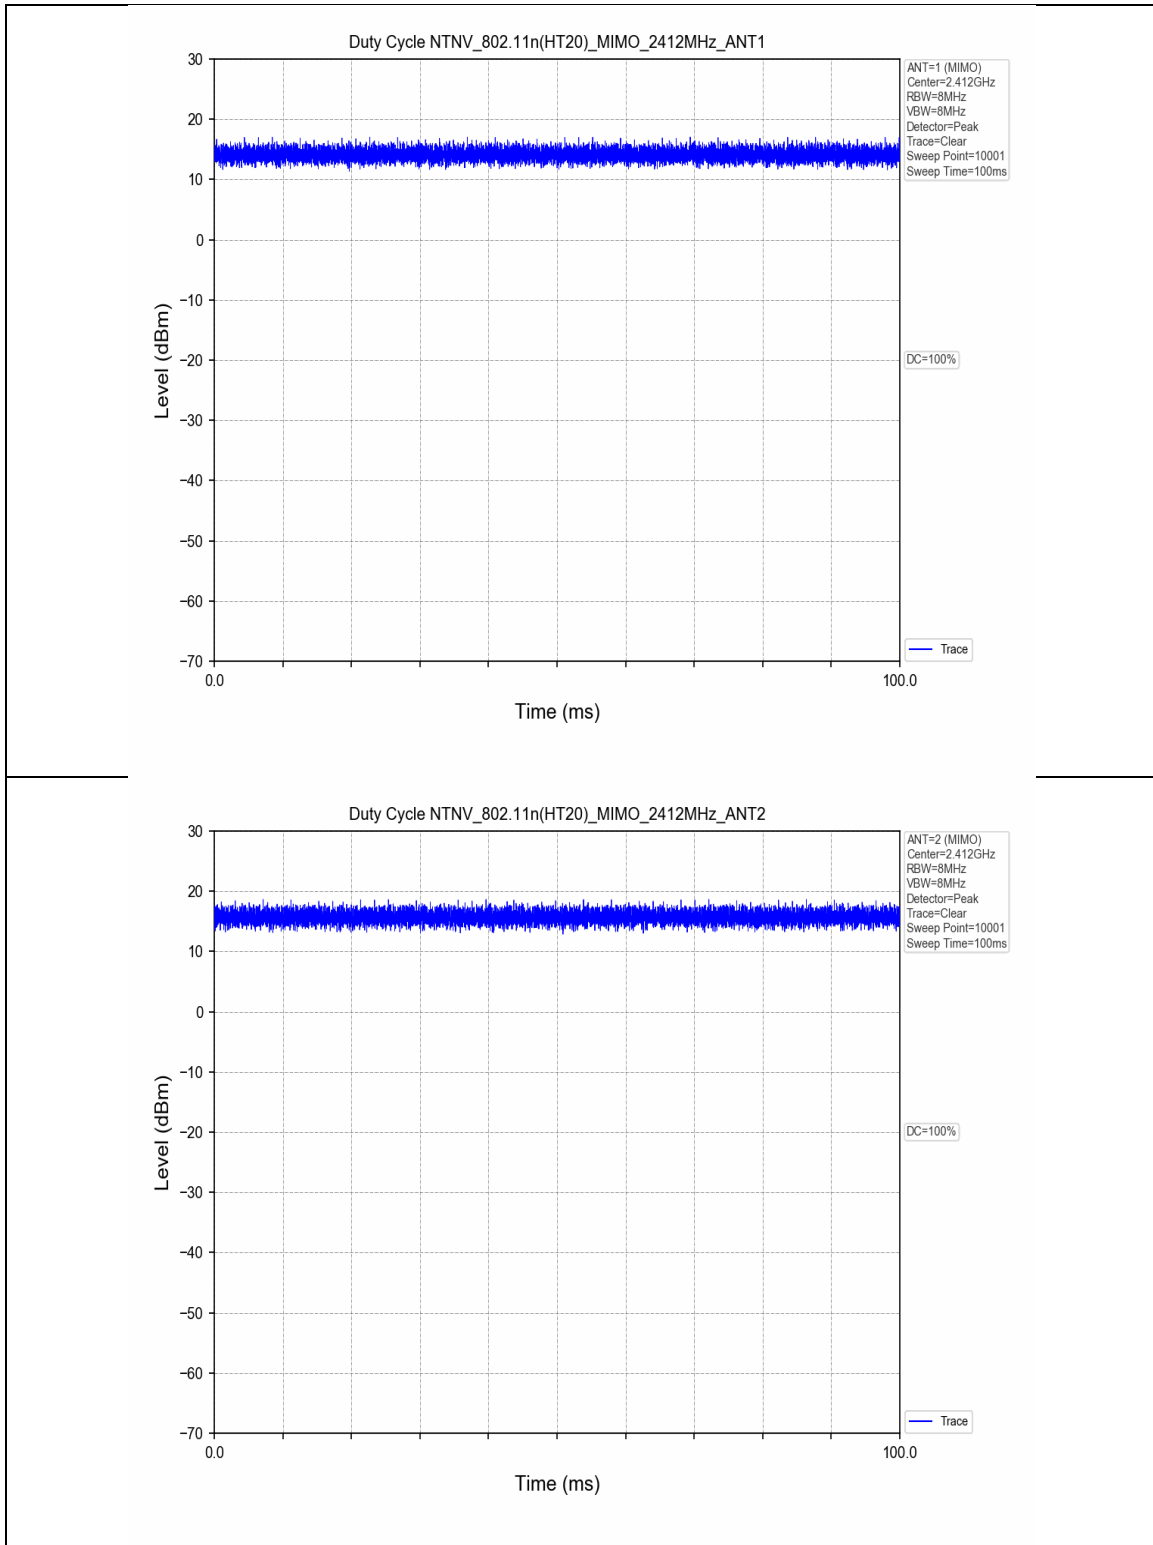 Duty Cycle NTNV_802.11n(HT20)_MIMO_2412MHz_ANT1
30
20
10
0
−10
−20
−30
−40
−50
−60
−70
Level (dBm)
0.0
100.0
Time (ms)
ANT=1 (MIMO)
Center=2.412GHz
RBW=8MHz
VBW=8MHz
Detector=Peak
Trace=Clear
Sweep Point=10001
Sweep Time=100ms
DC=100%
Trace
Duty Cycle NTNV_802.11n(HT20)_MIMO_2412MHz_ANT2
30
20
10
0
−10
−20
−30
−40
−50
−60
−70
Level (dBm)
0.0
100.0
Time (ms)
ANT=2 (MIMO)
Center=2.412GHz
RBW=8MHz
VBW=8MHz
Detector=Peak
Trace=Clear
Sweep Point=10001
Sweep Time=100ms
DC=100%
Trace